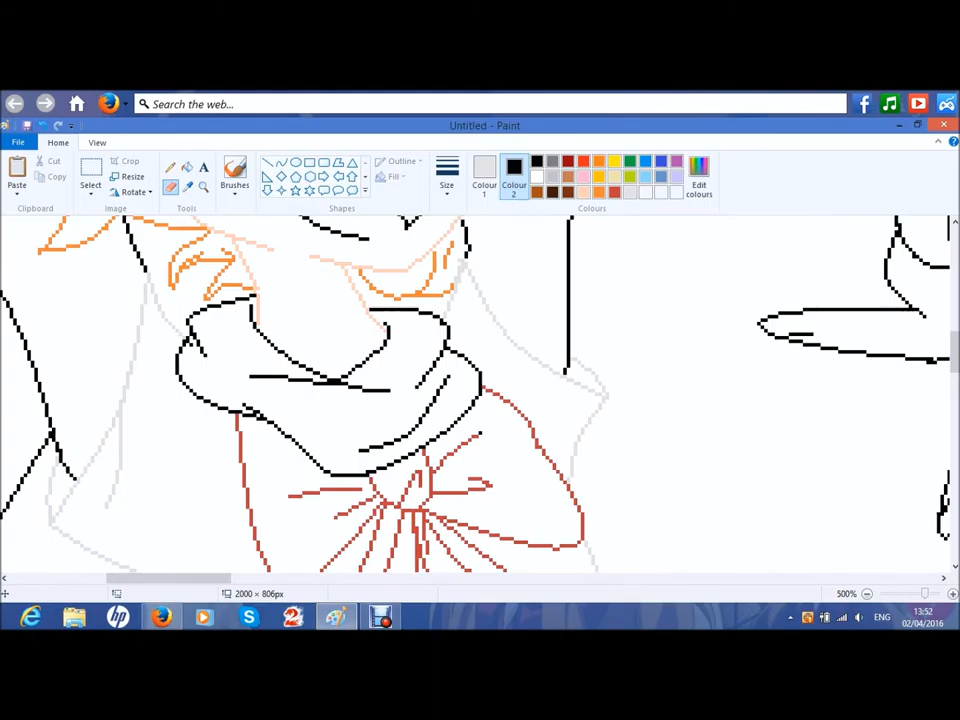 Search the web...
Untitled - Paint
File Home View
Paste Cut Copy Select Crop Resize Rotate A Brushes Outline Fill Size Colour 1 Colour 2 Edit colours
Clipboard Image Tools Shapes Colours
2000 × 806px 500%
ENG 13:52
02/04/2016